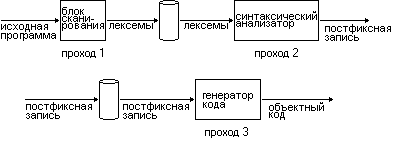 исходная программа
блок скани- рования
лексемы
лексемы
синтаксический анализатор
постфиксная запись
проход 1
проход 2
постфиксная запись
постфиксная запись
генератор кода
объектный код
проход 3